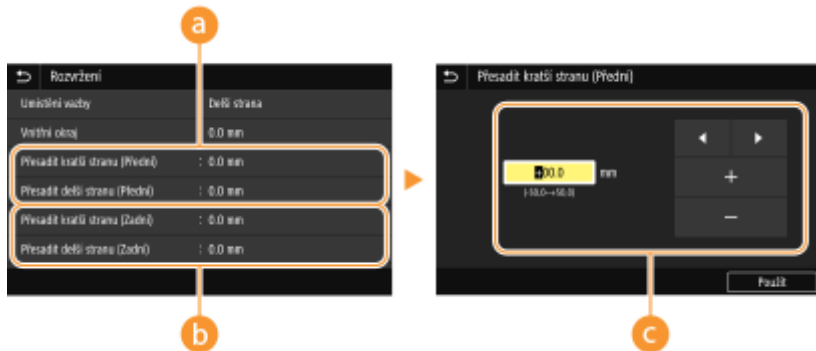 a
Rozvržení
Umístění vazby Delší strana
Vnitřní okraj 0.0 mm
Přesadit kratší stranu (Přední) : 0.0 mm
Přesadit delší stranu (Přední) : 0.0 mm
Přesadit kratší stranu (Zadní) : 0.0 mm
Přesadit delší stranu (Zadní) : 0.0 mm
b
Přesadit kratší stranu (Přední)
+00.0 mm
(-50.0~+50.0)
+
−
Použít
c